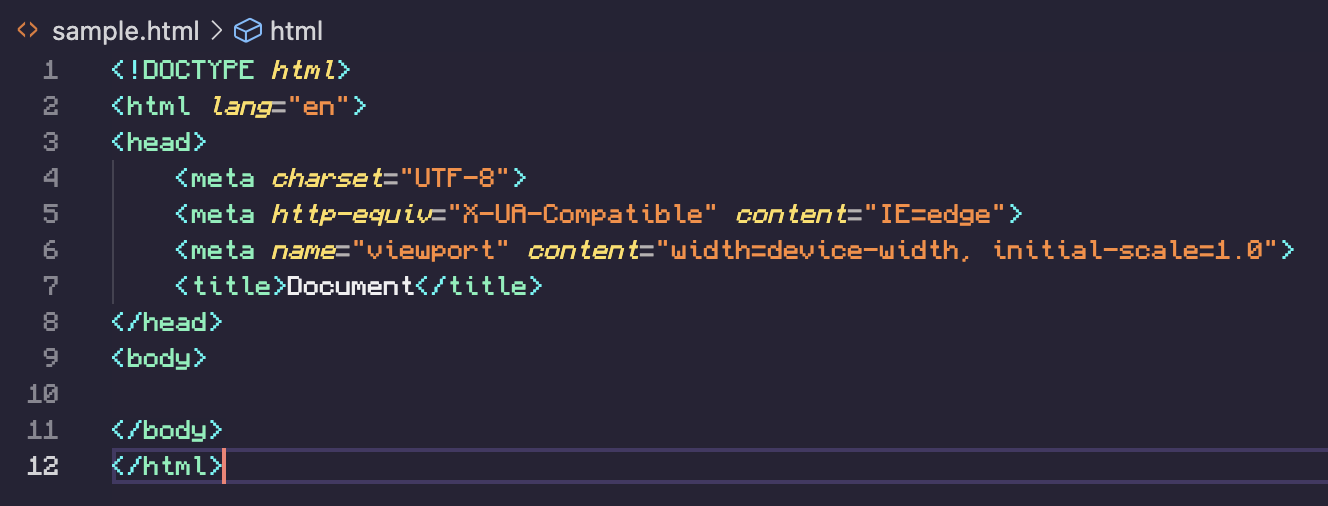 sample.html > html
1 <!DOCTYPE html>
2 <html lang="en">
3 <head>
4     <meta charset="UTF-8">
5     <meta http-equiv="X-UA-Compatible" content="IE=edge">
6     <meta name="viewport" content="width=device-width, initial-scale=1.0">
7     <title>Document</title>
8 </head>
9 <body>
10
11 </body>
12 </html>